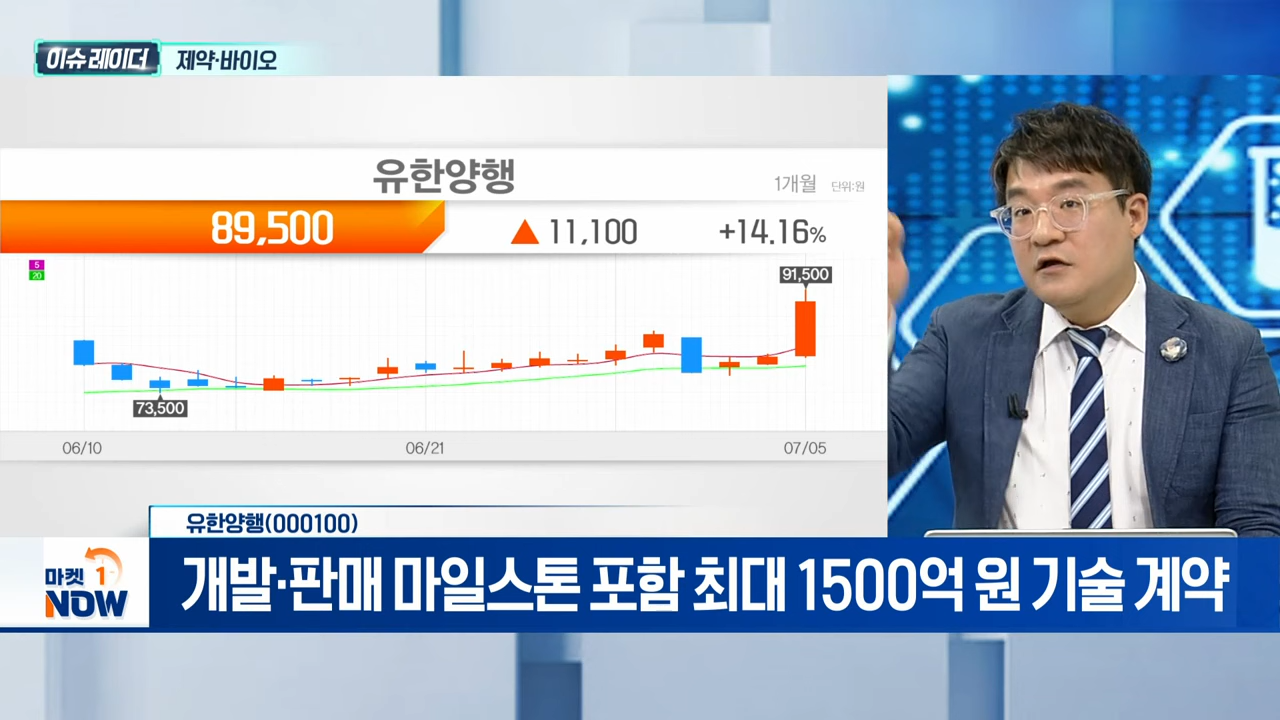 이슈 레이더 제약·바이오
유한양행
1개월 단위:원
89,500 ▲ 11,100 +14.16%
5
20
91,500
73,500
06/10 06/21 07/05
유한양행(000100)
마켓 1
NOW
개발·판매 마일스톤 포함 최대 1500억 원 기술 계약